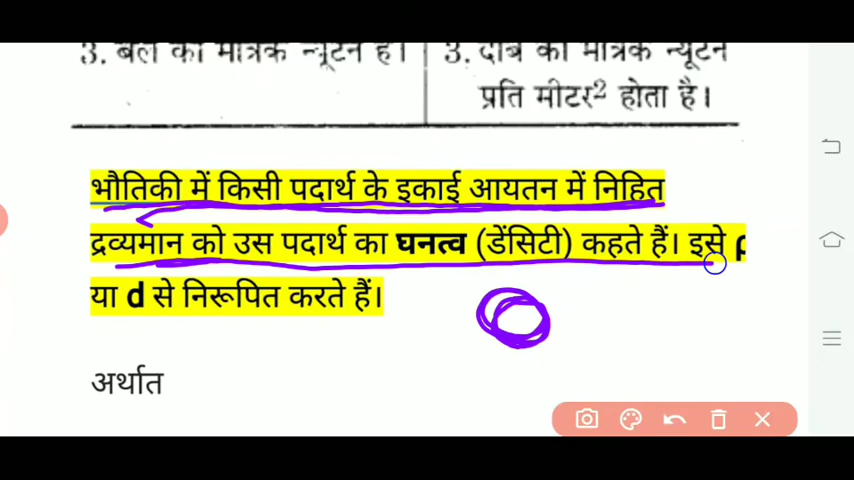 3. बल का मात्रक न्यूटन है।
3. दाब का मात्रक न्यूटन
प्रति मीटर² होता है।
भौतिकी में किसी पदार्थ के इकाई आयतन में निहित
द्रव्यमान को उस पदार्थ का घनत्व (डेंसिटी) कहते हैं। इसे ρ
या d से निरूपित करते हैं।
अर्थात